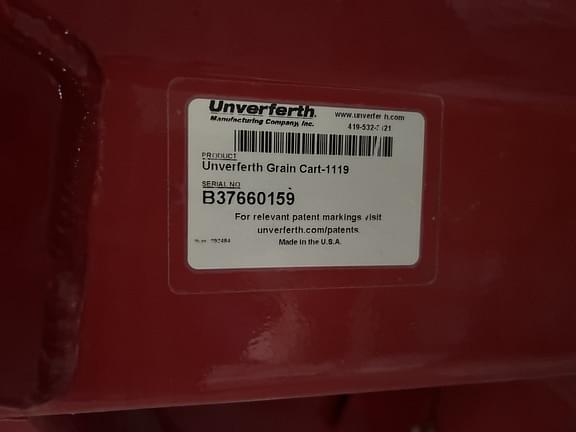 Unverferth
Manufacturing Company, Inc.
PRODUCT
Unverferth Grain Cart-1119
SERIAL NO
B37660159
For relevant patent markings visit
unverferth.com/patents.
Made in the U.S.A.